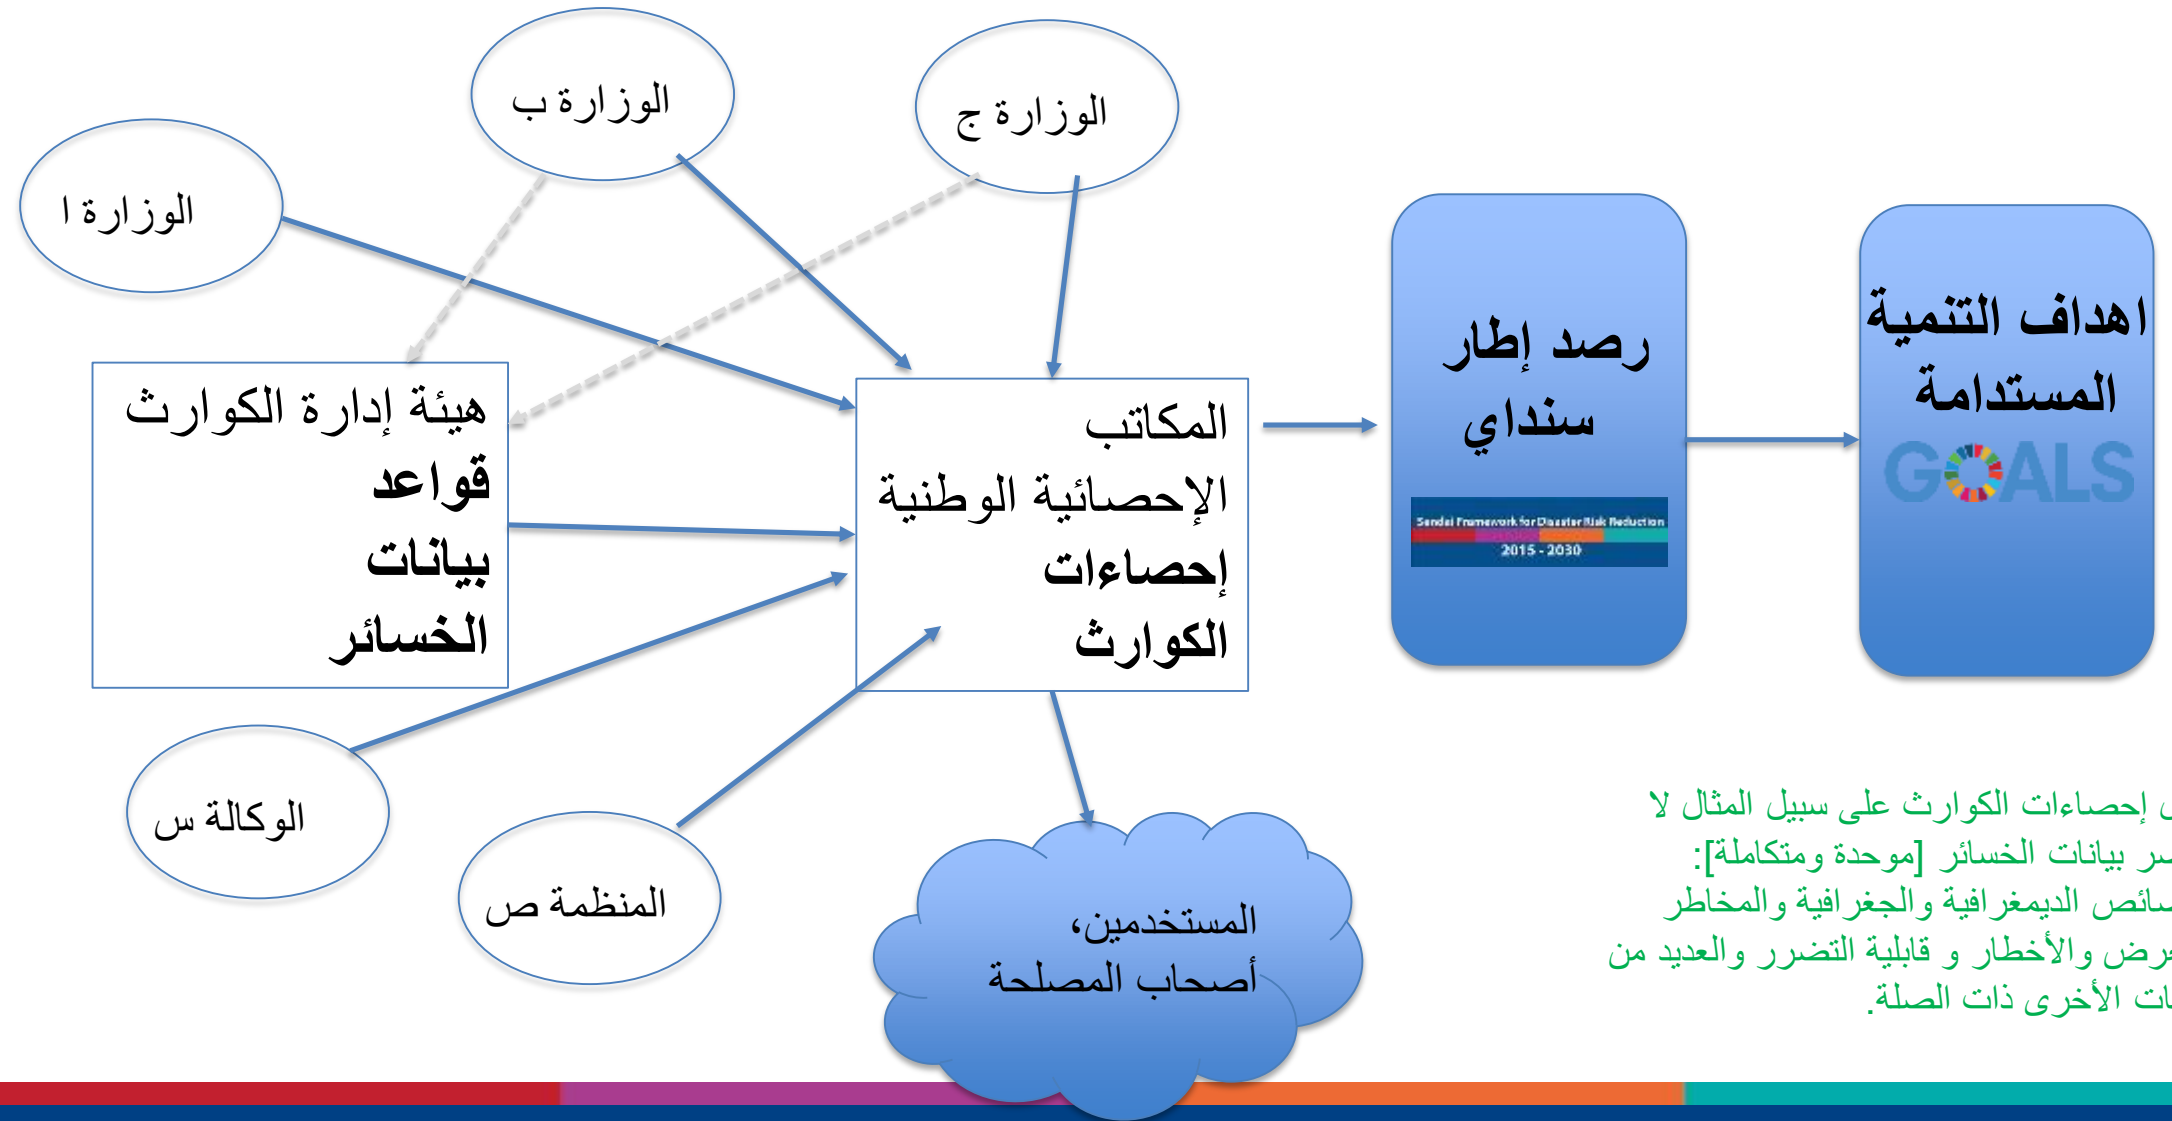 الوزارة ب
الوزارة ج
الوزارة ا
هيئة إدارة الكوارث
قواعد
بيانات
الخسائر
المكاتب
الإحصائية الوطنية
إحصاءات
الكوارث
رصد إطار
سنداي
Sendai Framework for Disaster Risk Reduction
2015 - 2030
اهداف التنمية
المستدامة
GOALS
الوكالة س
المنظمة ص
المستخدمين،
أصحاب المصلحة
إحصاءات الكوارث على سبيل المثال لا
بيانات الخسائر [موحدة ومتكاملة]:
الديمغرافية والجغرافية والمخاطر
والأخطار و قابلية التضرر والعديد من
الأخرى ذات الصلة.